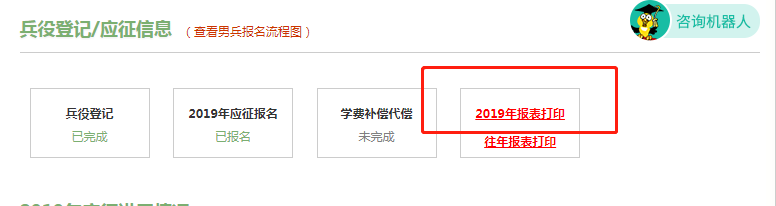 兵役登记/应征信息 （查看男兵报名流程图）
咨询机器人
兵役登记
已完成
2019年应征报名
已报名
学费补偿代偿
未完成
2019年报表打印
往年报表打印